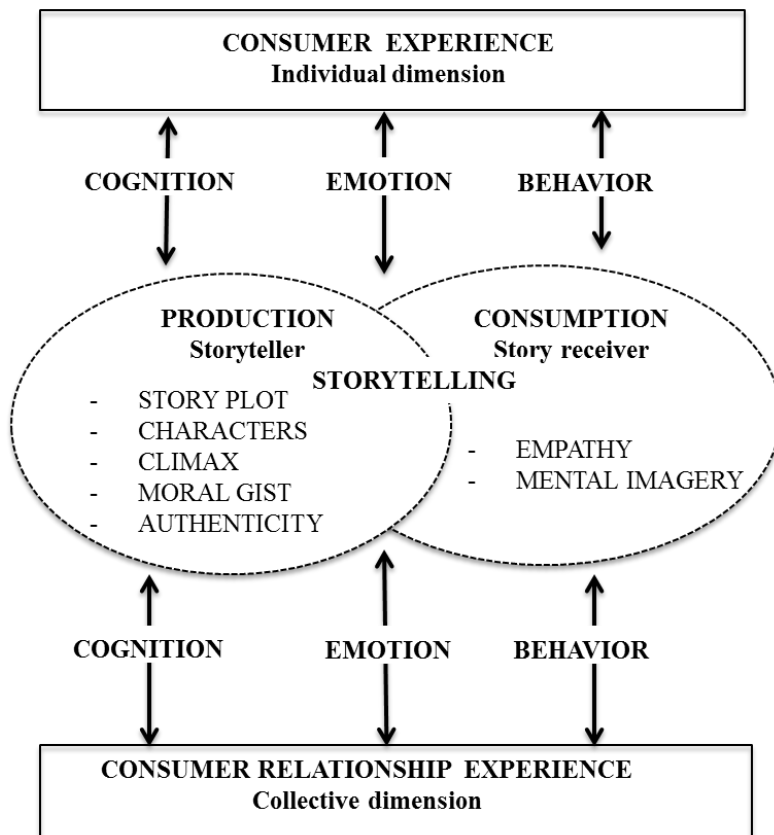 CONSUMER EXPERIENCE
Individual dimension
COGNITION
EMOTION
BEHAVIOR
PRODUCTION
Storyteller
CONSUMPTION
Story receiver
STORYTELLING
- STORY PLOT
- CHARACTERS
- CLIMAX
- MORAL GIST
- AUTHENTICITY
- EMPATHY
- MENTAL IMAGERY
COGNITION
EMOTION
BEHAVIOR
CONSUMER RELATIONSHIP EXPERIENCE
Collective dimension